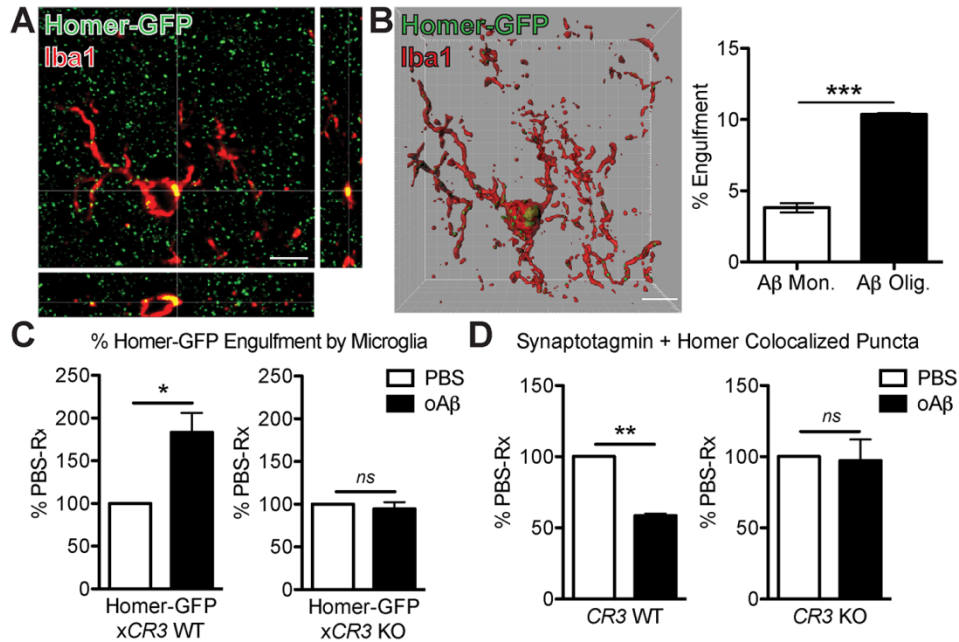 A
Homer-GFP
Iba1
B
Homer-GFP
Iba1
15
10
5
0
% Engulfment
***
Aβ Mon.
Aβ Olig.
C
% Homer-GFP Engulfment by Microglia
250
200
150
100
50
0
% PBS-Rx
*
Homer-GFP
xCR3 WT
250
200
150
100
50
0
% PBS-Rx
ns
PBS
oAβ
Homer-GFP
xCR3 KO
D
Synaptotagmin + Homer Colocalized Puncta
150
100
50
0
% PBS-Rx
**
CR3 WT
150
100
50
0
% PBS-Rx
ns
PBS
oAβ
CR3 KO